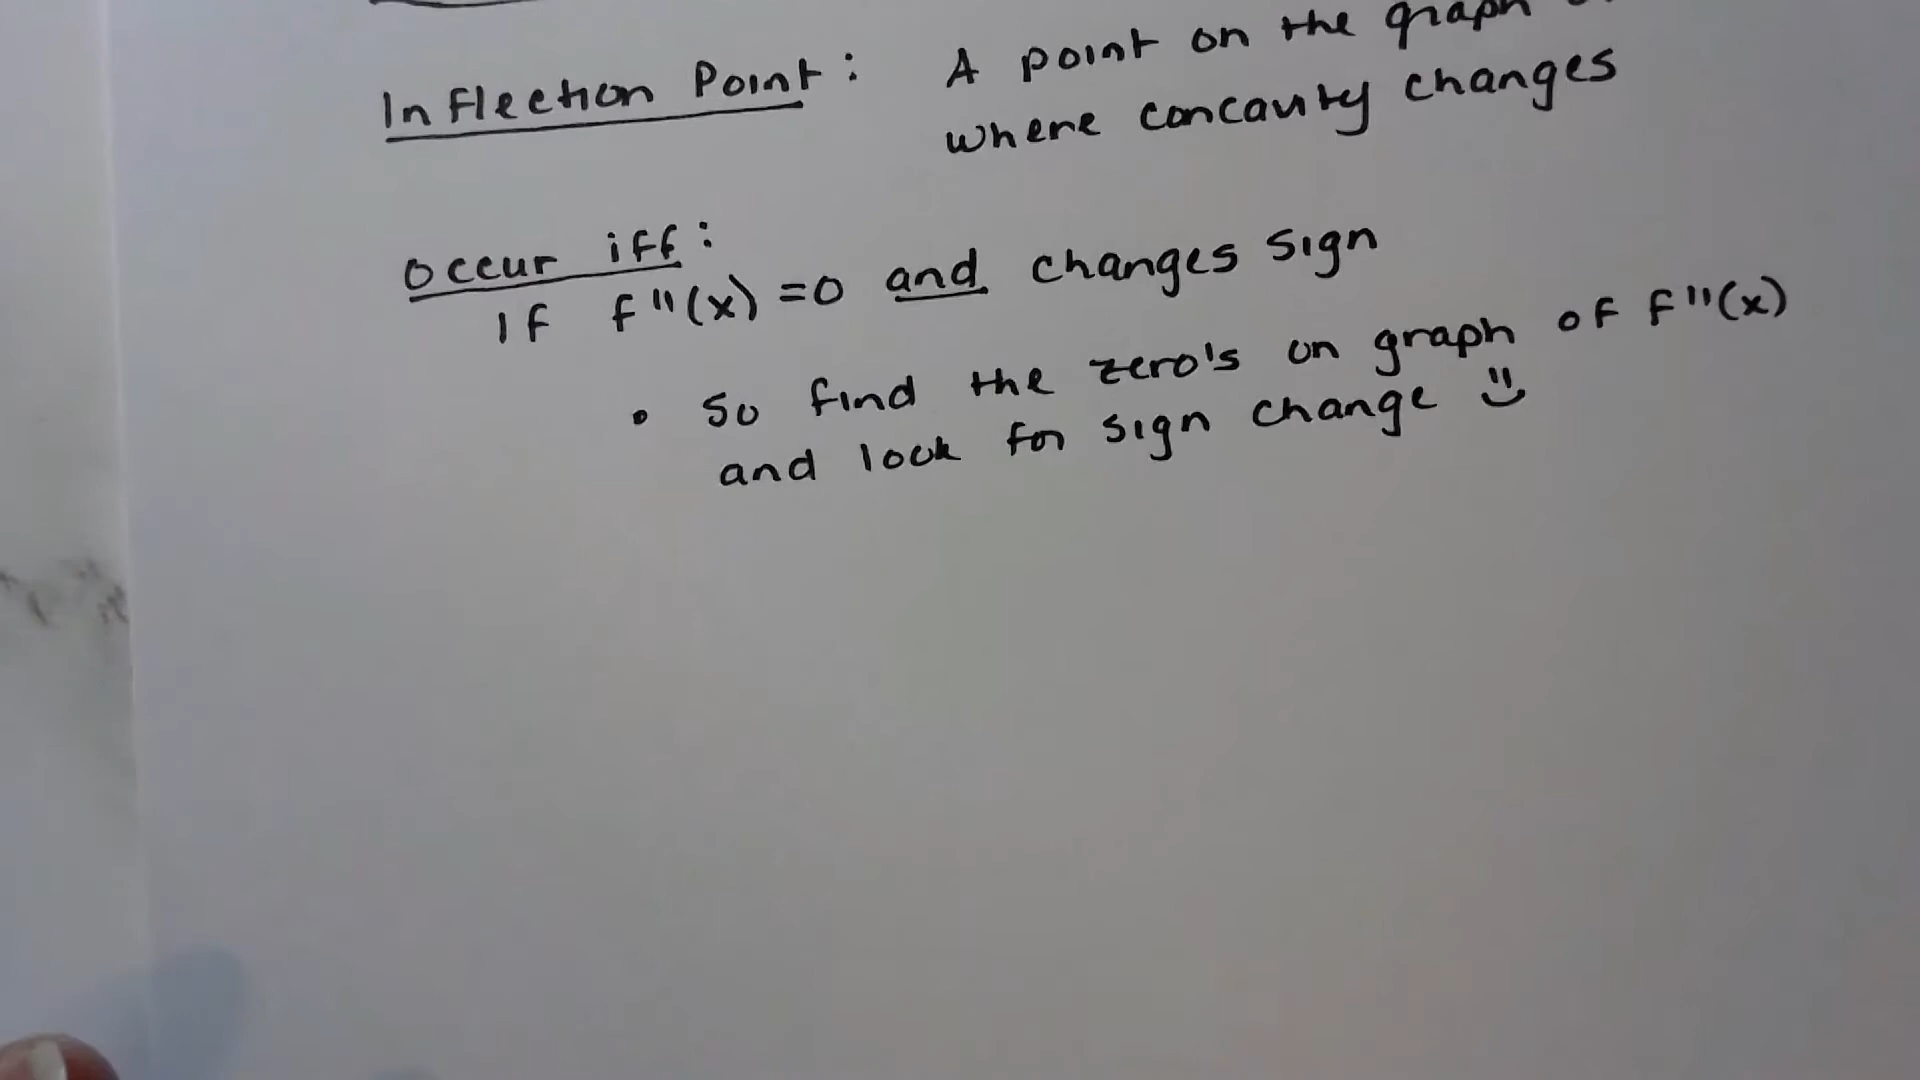 Inflection Point: A point on the graph
where concavity changes
occur iff:
If f"(x) =0 and changes sign
• So find the zero's on graph of f"(x)
and look for sign change